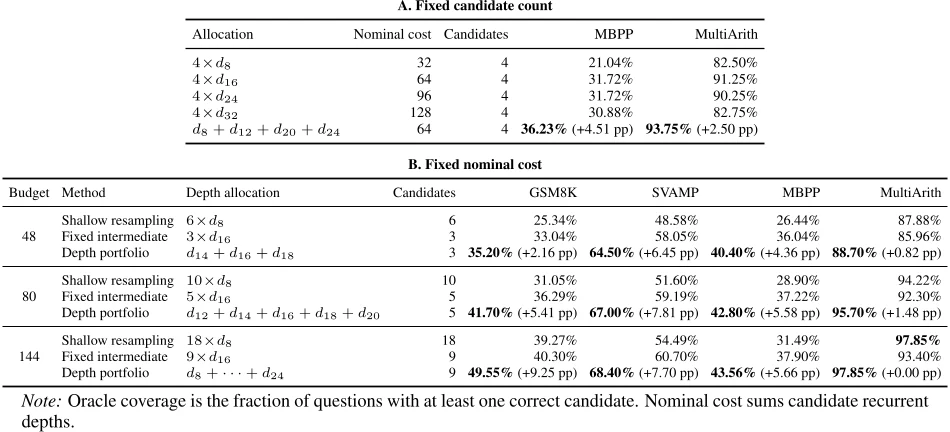 A. Fixed candidate count
Allocation Nominal cost Candidates MBPP MultiArith
4 × d₈ 32 4 21.04% 82.50%
4 × d₁₆ 64 4 31.72% 91.25%
4 × d₂₄ 96 4 31.72% 90.25%
4 × d₃₂ 128 4 30.88% 82.75%
d₈ + d₁₂ + d₂₀ + d₂₄ 64 4 36.23% (+4.51 pp) 93.75% (+2.50 pp)
B. Fixed nominal cost
Budget Method Depth allocation Candidates GSM8K SVAMP MBPP MultiArith
Shallow resampling 6 × d₈ 6 25.34% 48.58% 26.44% 87.88%
48 Fixed intermediate 3 × d₁₆ 3 33.04% 58.05% 36.04% 85.96%
Depth portfolio d₁₄ + d₁₆ + d₁₈ 3 35.20% (+2.16 pp) 64.50% (+6.45 pp) 40.40% (+4.36 pp) 88.70% (+0.82 pp)
Shallow resampling 10 × d₈ 10 31.05% 51.60% 28.90% 94.22%
80 Fixed intermediate 5 × d₁₆ 5 36.29% 59.19% 37.22% 92.30%
Depth portfolio d₁₂ + d₁₄ + d₁₆ + d₁₈ + d₂₀ 5 41.70% (+5.41 pp) 67.00% (+7.81 pp) 42.80% (+5.58 pp) 95.70% (+1.48 pp)
Shallow resampling 18 × d₈ 18 39.27% 54.49% 31.49% 97.85%
144 Fixed intermediate 9 × d₁₆ 9 40.30% 60.70% 37.90% 93.40%
Depth portfolio d₈ + · · · + d₂₄ 9 49.55% (+9.25 pp) 68.40% (+7.70 pp) 43.56% (+5.66 pp) 97.85% (+0.00 pp)
Note: Oracle coverage is the fraction of questions with at least one correct candidate. Nominal cost sums candidate recurrent
depths.